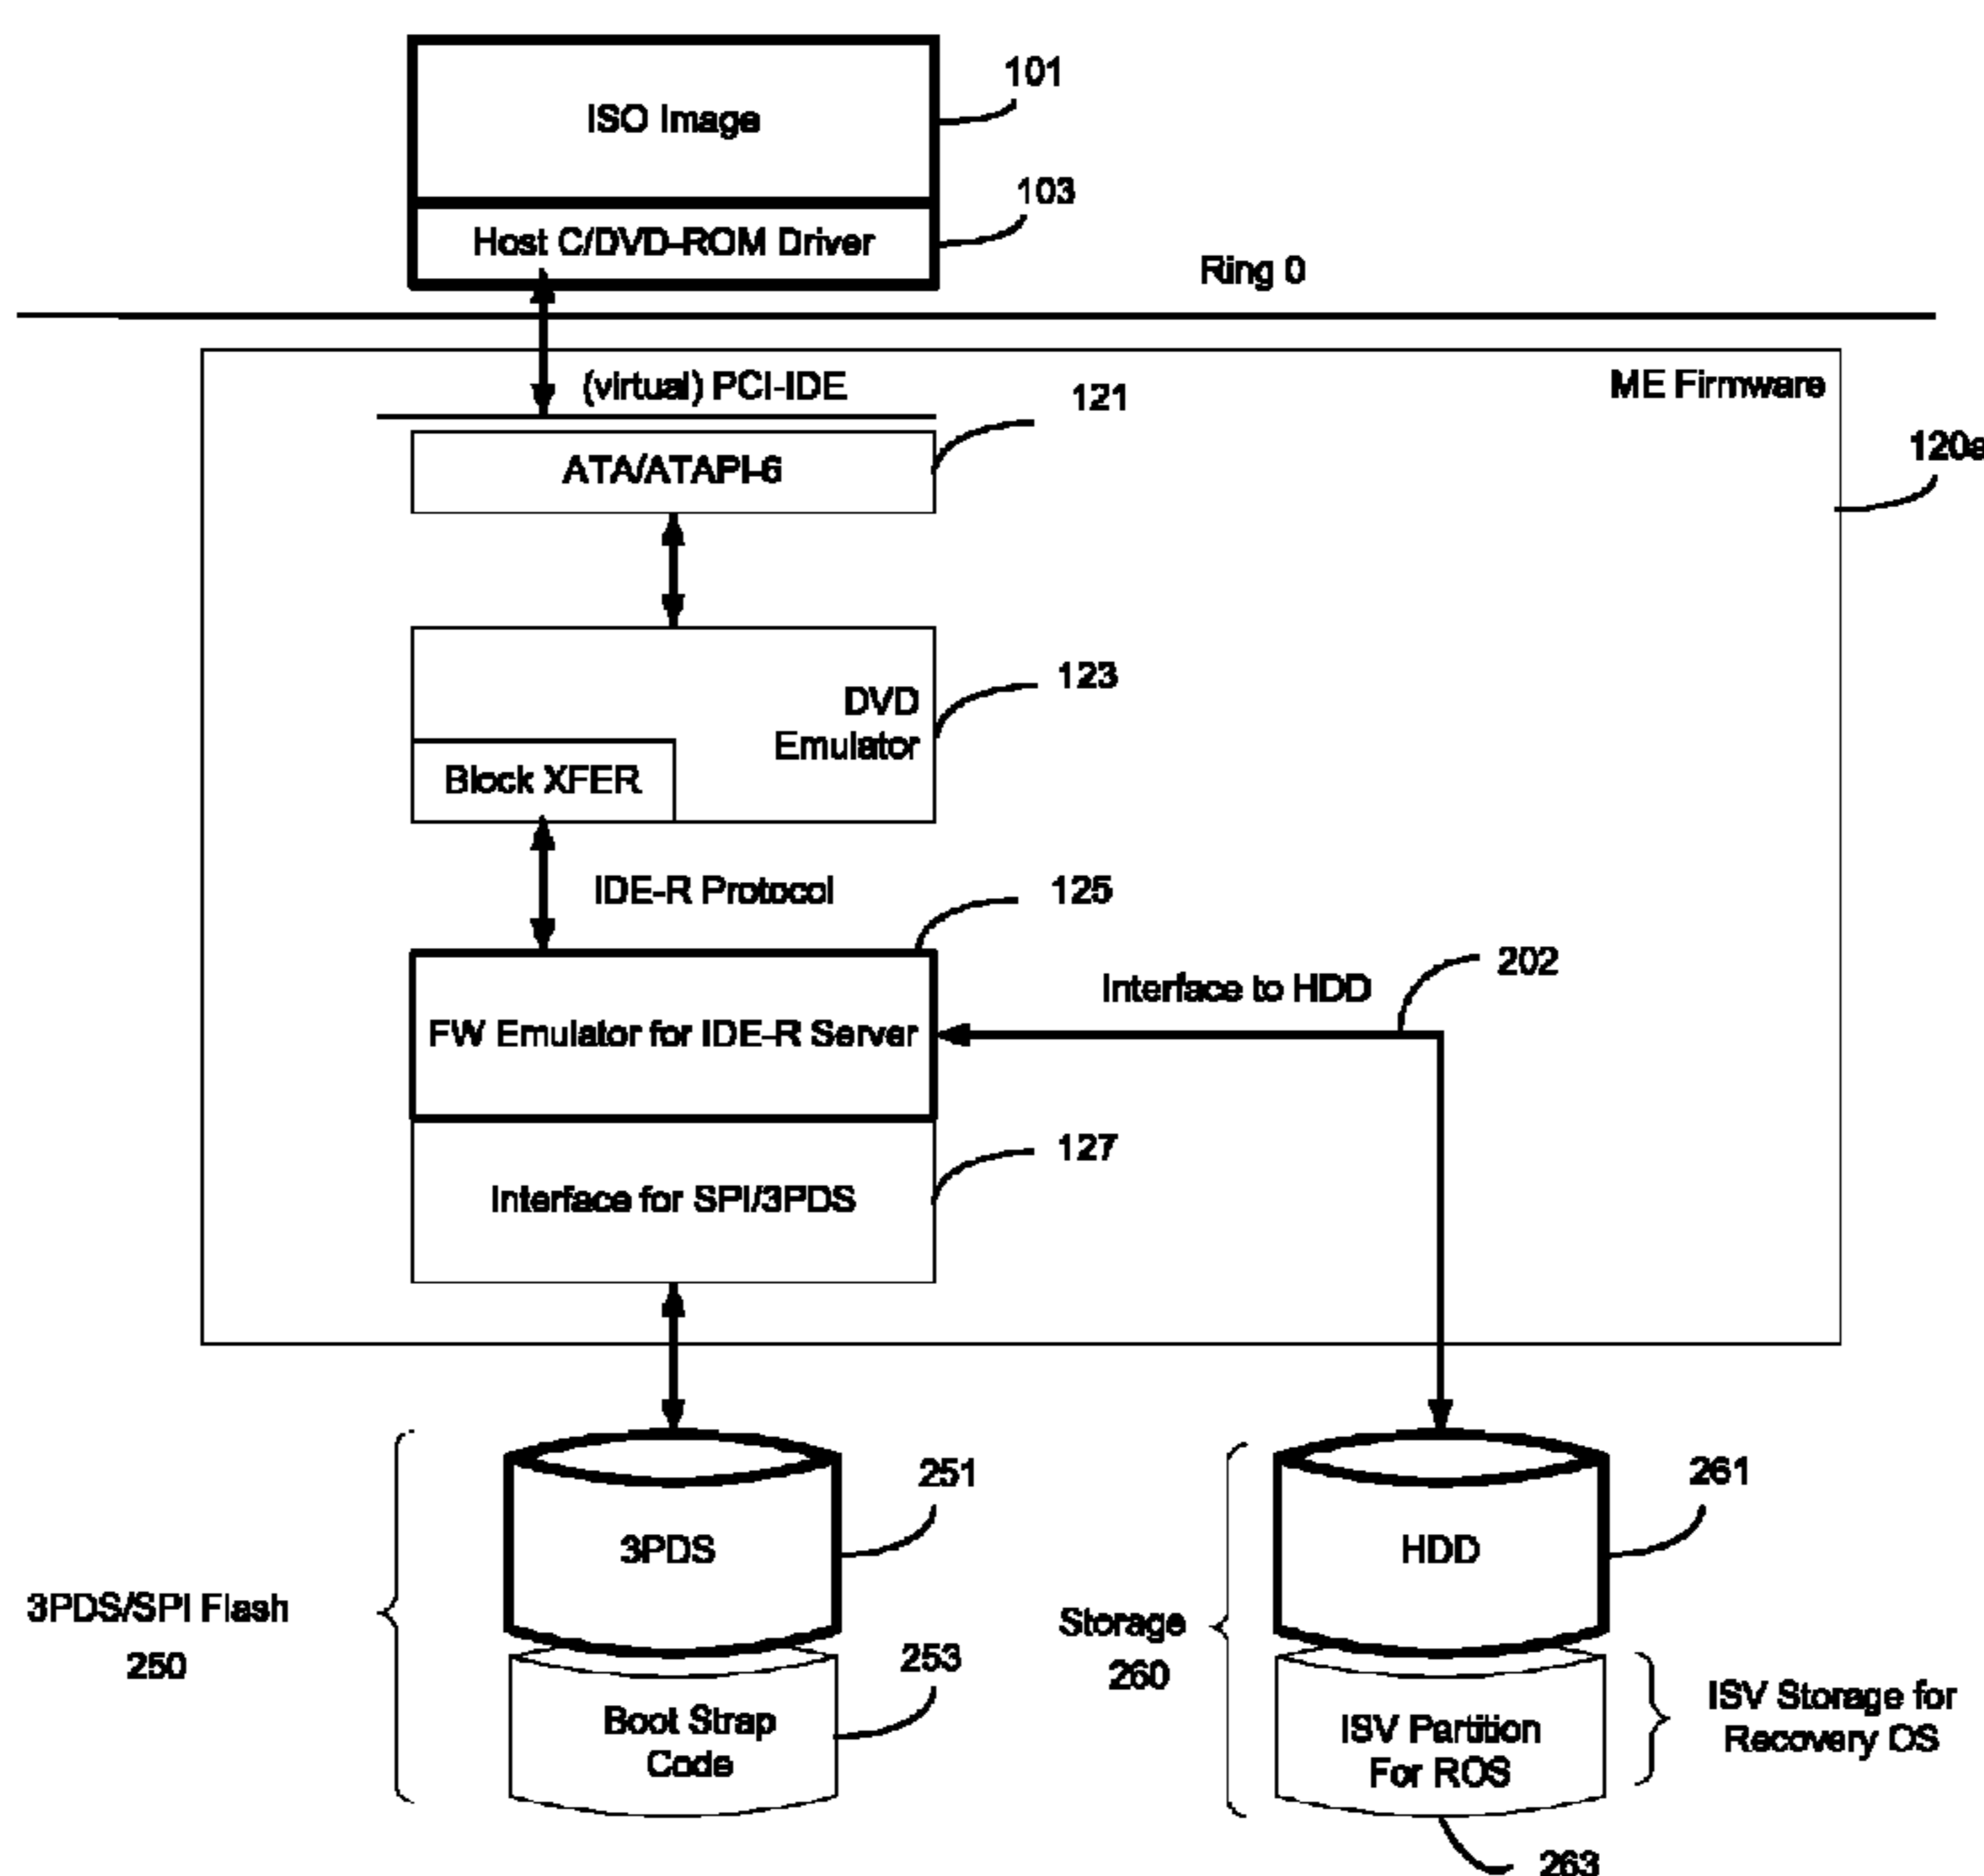 ISO Image
101
Host C/DVD-ROM Driver
103
Ring 0
ME Firmware
(virtual) PCI-IDE
121
ATA/ATAPI-6
120a
DVD
Emulator
123
Block XFER
IDE-R Protocol
125
Interface to HDD
202
FW Emulator for IDE-R Server
Interface for SPI/3PDS
127
3PDS
251
HDD
261
3PDS/SPI Flash
250
Storage
260
Boot Strap
Code
253
ISV Partition
For ROS
ISV Storage for
Recovery OS
263